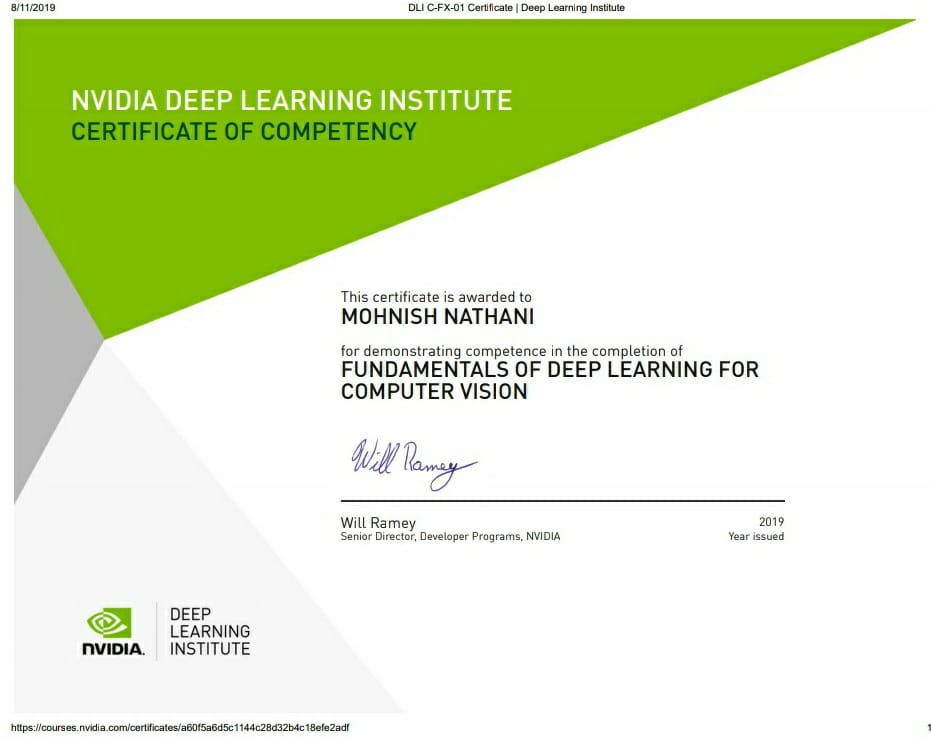 8/11/2019
DLI C-FX-01 Certificate | Deep Learning Institute
NVIDIA DEEP LEARNING INSTITUTE
CERTIFICATE OF COMPETENCY
This certificate is awarded to
MOHNISH NATHANI
for demonstrating competence in the completion of
FUNDAMENTALS OF DEEP LEARNING FOR
COMPUTER VISION
Will Ramey
Will Ramey
2019
Senior Director, Developer Programs, NVIDIA
Year issued
NVIDIA.
DEEP
LEARNING
INSTITUTE
https://courses.nvidia.com/certificates/a60f5a6d5c1144c28d32b4c18efe2adf
1